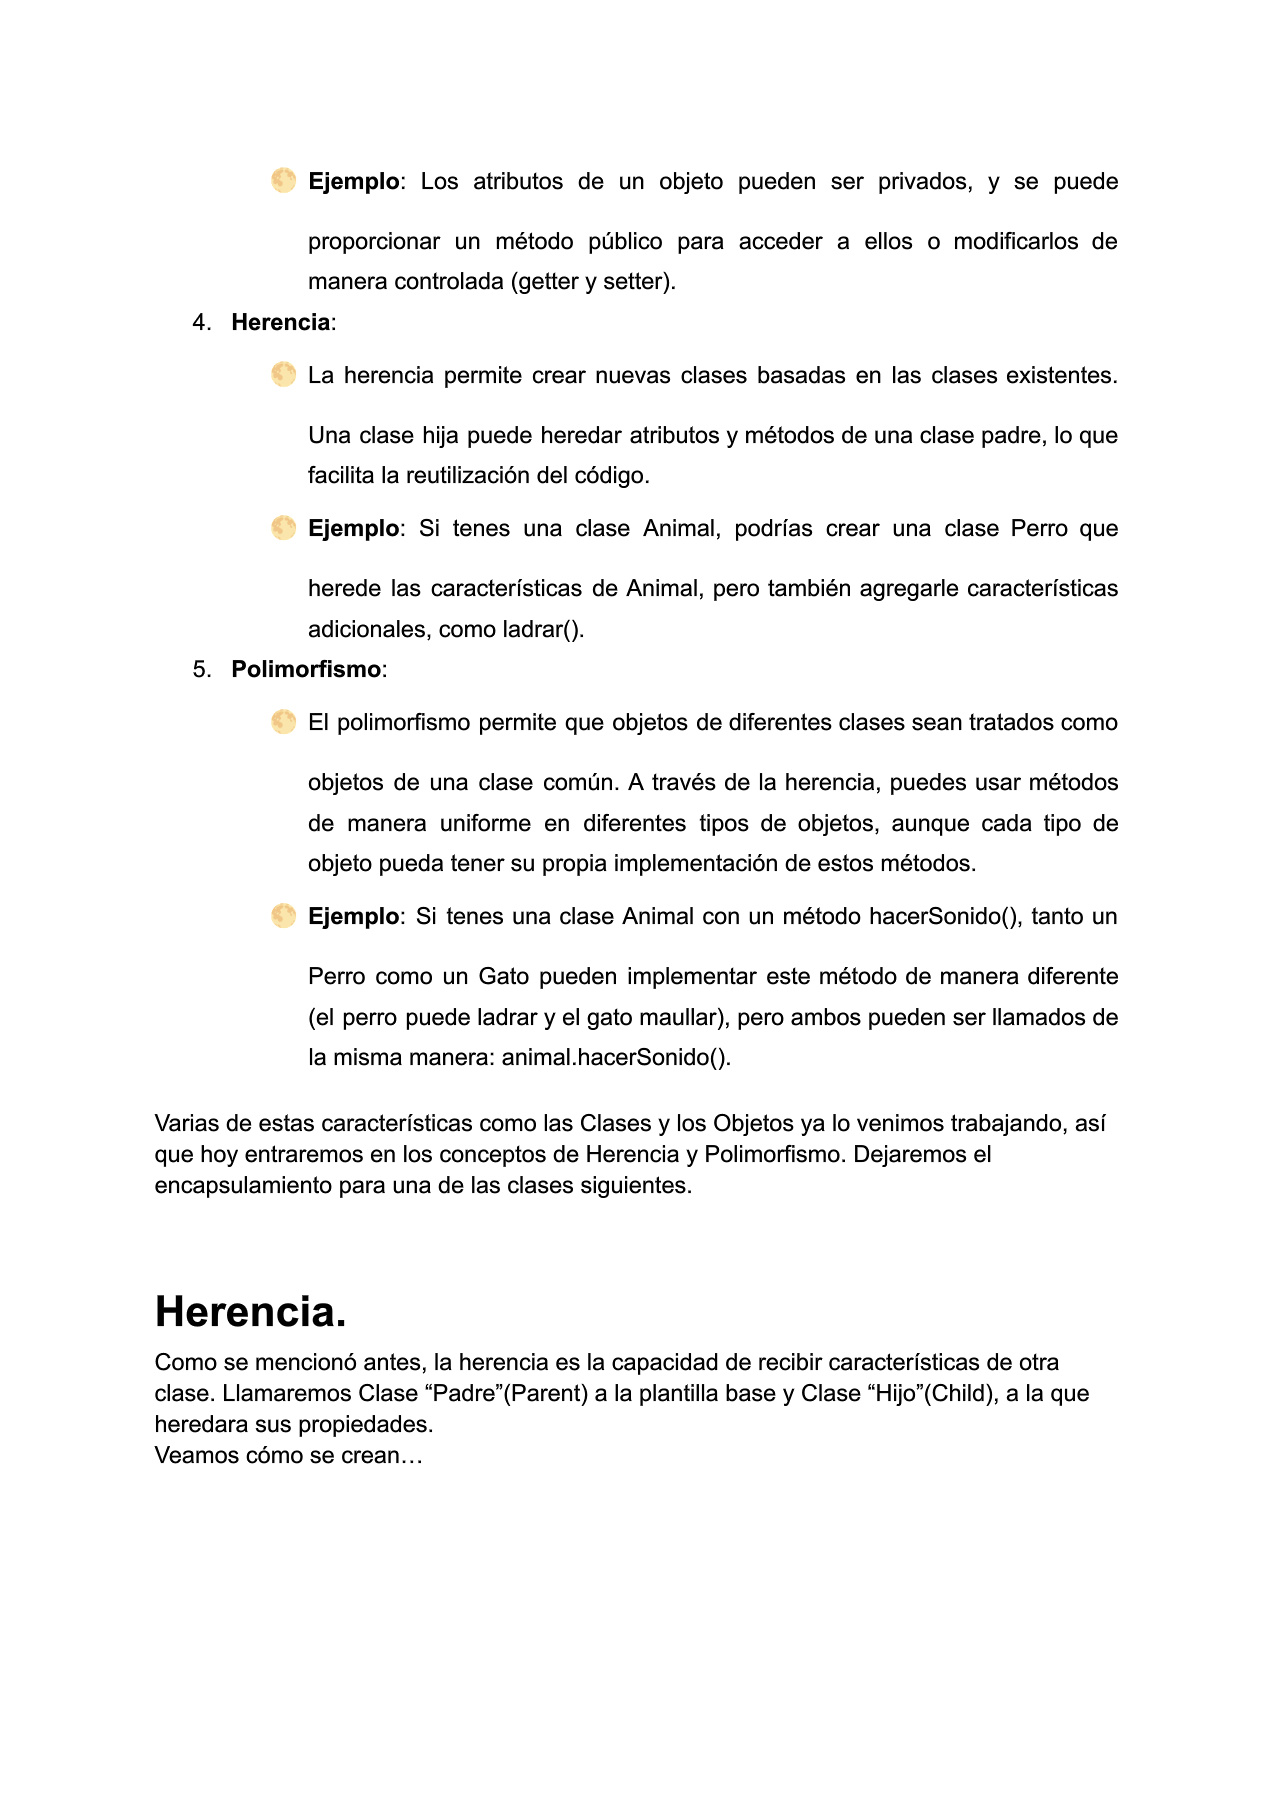 Ejemplo: Los atributos de un objeto pueden ser privados, y se puede
proporcionar un método público para acceder a ellos o modificarlos de
manera controlada (getter y setter).
4. Herencia:
La herencia permite crear nuevas clases basadas en las clases existentes.
Una clase hija puede heredar atributos y métodos de una clase padre, lo que
facilita la reutilización del código.
Ejemplo: Si tenes una clase Animal, podrías crear una clase Perro que
herede las características de Animal, pero también agregarle características
adicionales, como ladrar().
5. Polimorfismo:
El polimorfismo permite que objetos de diferentes clases sean tratados como
objetos de una clase común. A través de la herencia, puedes usar métodos
de manera uniforme en diferentes tipos de objetos, aunque cada tipo de
objeto pueda tener su propia implementación de estos métodos.
Ejemplo: Si tenes una clase Animal con un método hacerSonido(), tanto un
Perro como un Gato pueden implementar este método de manera diferente
(el perro puede ladrar y el gato maullar), pero ambos pueden ser llamados de
la misma manera: animal.hacerSonido().
Varias de estas características como las Clases y los Objetos ya lo venimos trabajando, así
que hoy entraremos en los conceptos de Herencia y Polimorfismo. Dejaremos el
encapsulamiento para una de las clases siguientes.
Herencia.
Como se mencionó antes, la herencia es la capacidad de recibir características de otra
clase. Llamaremos Clase “Padre”(Parent) a la plantilla base y Clase “Hijo”(Child), a la que
heredara sus propiedades.
Veamos cómo se crean…